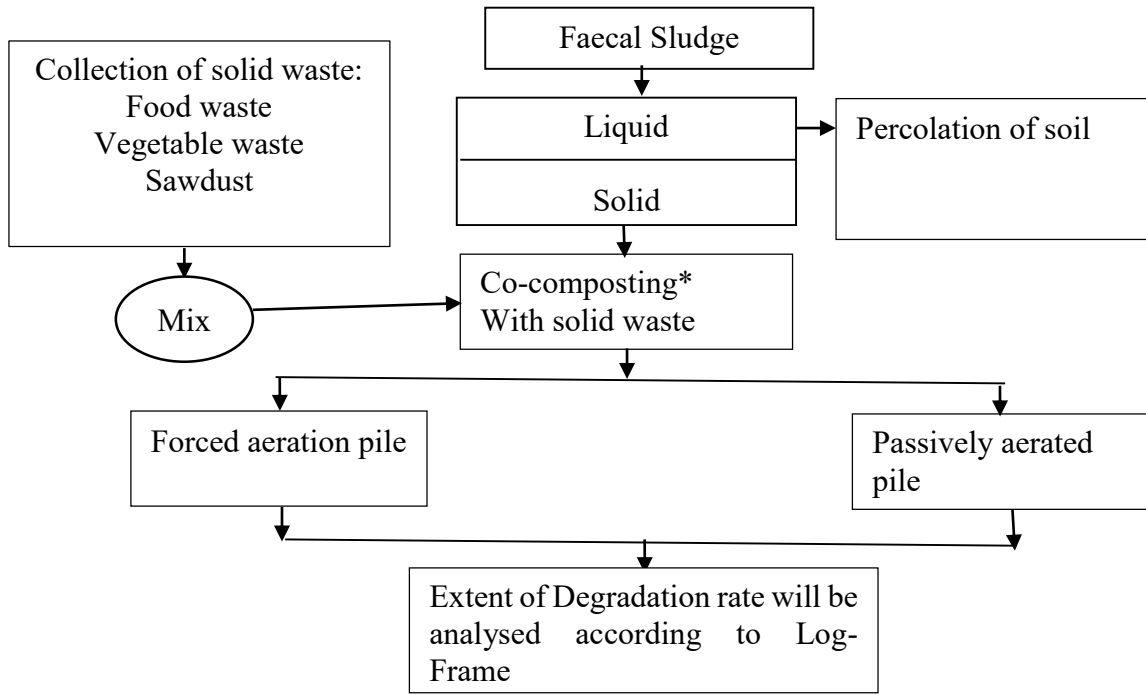 Faecal Sludge
Collection of solid waste:
Food waste
Vegetable waste
Sawdust
Liquid
Solid
Percolation of soil
Mix
Co-composting*
With solid waste
Forced aeration pile
Passively aerated
pile
Extent of Degradation rate will be
analysed according to Log-
Frame